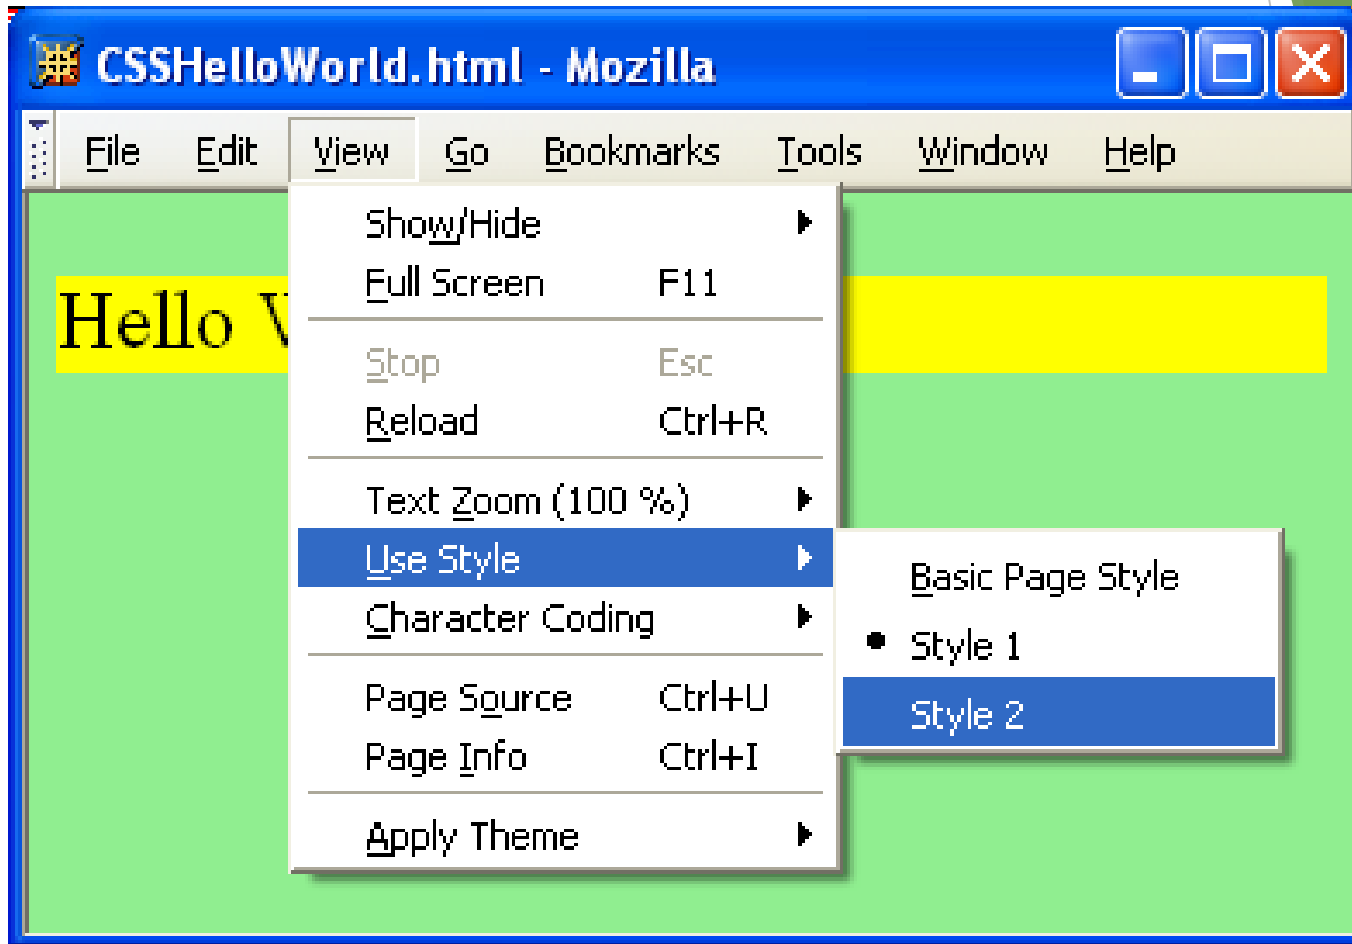 CSSHelloWorld.html - Mozilla
File Edit View Go Bookmarks Tools Window Help
Show/Hide
Full Screen F11
Hello
Stop Esc
Reload Ctrl+R
Text Zoom (100 %)
Use Style
Basic Page Style
Character Coding
Style 1
Page Source Ctrl+U
Style 2
Page Info Ctrl+I
Apply Theme